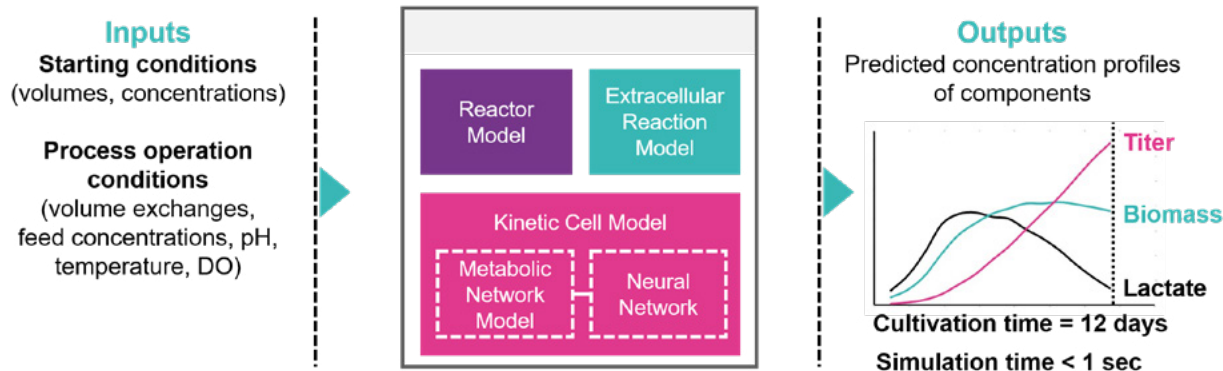 Inputs
Starting conditions
(volumes, concentrations)
Process operation
conditions
(volume exchanges,
feed concentrations, pH,
temperature, DO)
Reactor
Model
Extracellular
Reaction
Model
Kinetic Cell Model
Metabolic
Network
Model
Neural
Network
Outputs
Predicted concentration profiles
of components
Titer
Biomass
Lactate
Cultivation time = 12 days
Simulation time < 1 sec